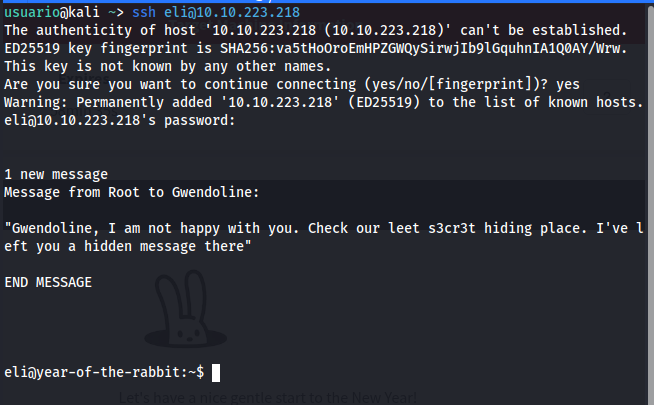 usuario@kali ~> ssh eli@10.10.223.218
The authenticity of host '10.10.223.218 (10.10.223.218)' can't be established.
ED25519 key fingerprint is SHA256:va5tHoOroEmHPZGWQySirwjIb9lGquhnIA1Q0AY/Wrw.
This key is not known by any other names.
Are you sure you want to continue connecting (yes/no/[fingerprint])? yes
Warning: Permanently added '10.10.223.218' (ED25519) to the list of known hosts.
eli@10.10.223.218's password:
1 new message
Message from Root to Gwendoline:
"Gwendoline, I am not happy with you. Check our leet s3cr3t hiding place. I've l
eft you a hidden message there"
END MESSAGE
eli@year-of-the-rabbit:~$
Let's have a nice gentle start to the New Year!